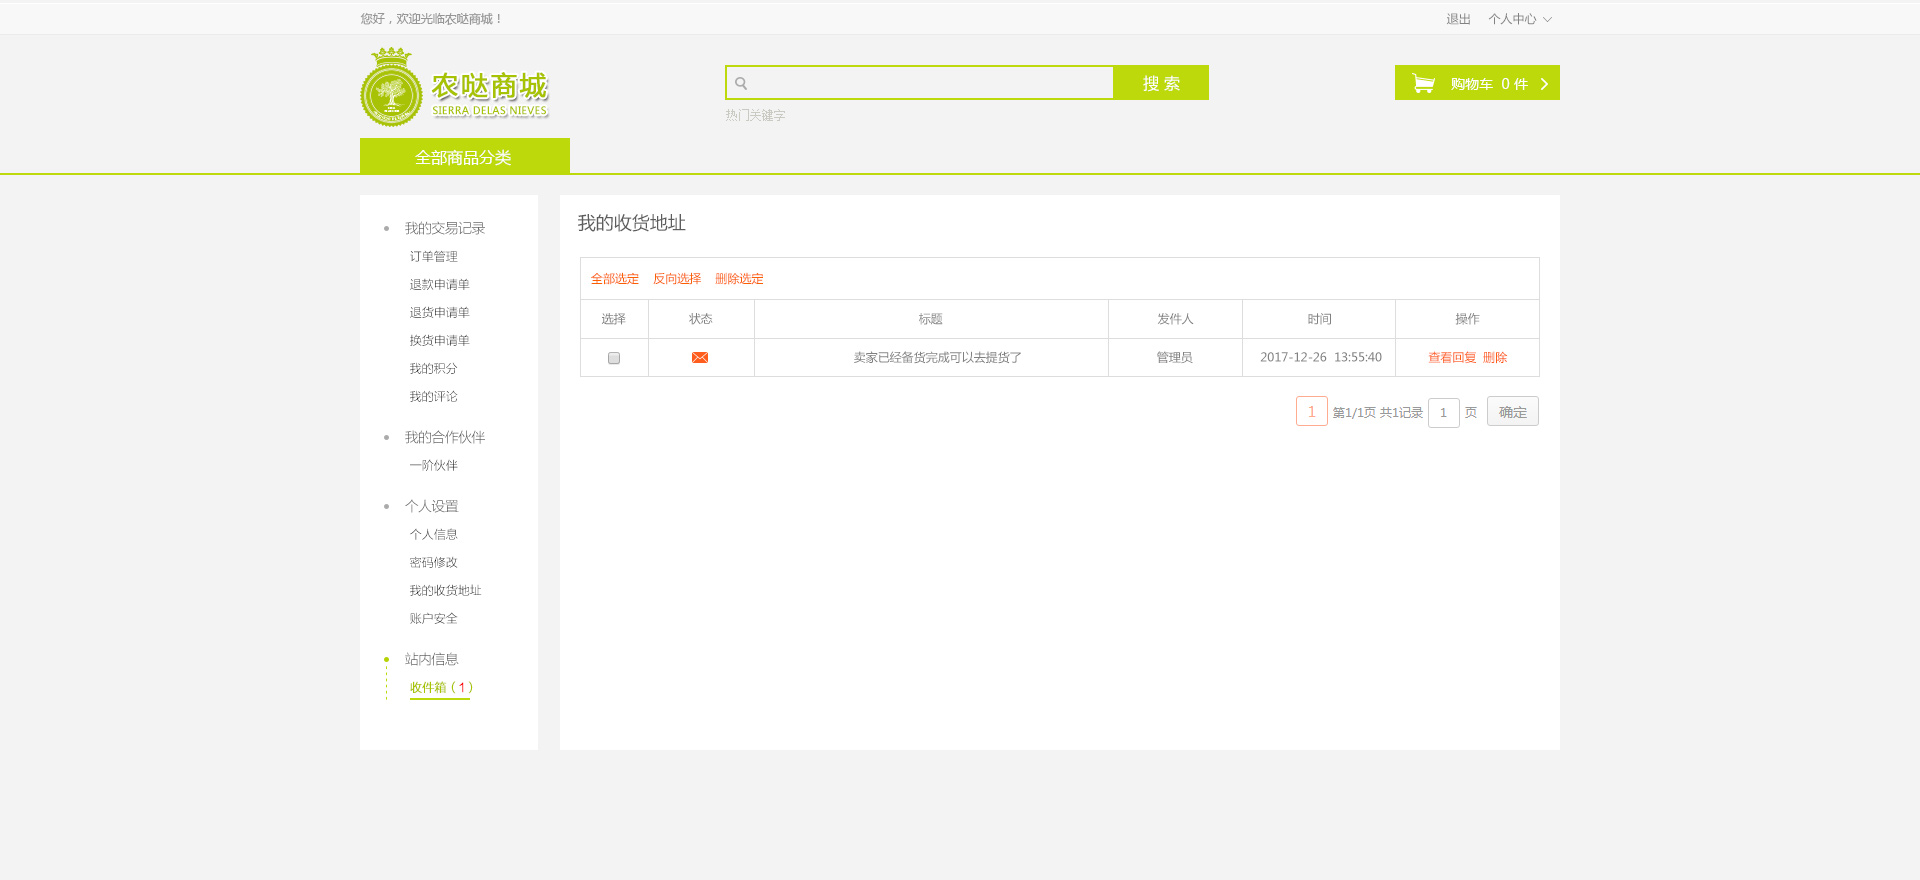 您好，欢迎光临农哒商城！
退出 个人中心
农哒商城
SIERRA DELAS NIEVES
搜 索
购物车 0 件
热门关键字
全部商品分类
我的交易记录
订单管理
退款申请单
退货申请单
换货申请单
我的积分
我的评论
我的合作伙伴
一阶伙伴
个人设置
个人信息
密码修改
我的收货地址
账户安全
站内信息
收件箱（1）
我的收货地址
全部选定 反向选择 删除选定
选择 状态 标题 发件人 时间 操作
卖家已经备货完成可以去提货了 管理员 2017-12-26 13:55:40 查看回复 删除
1 第1/1页 共1记录 1 页 确定